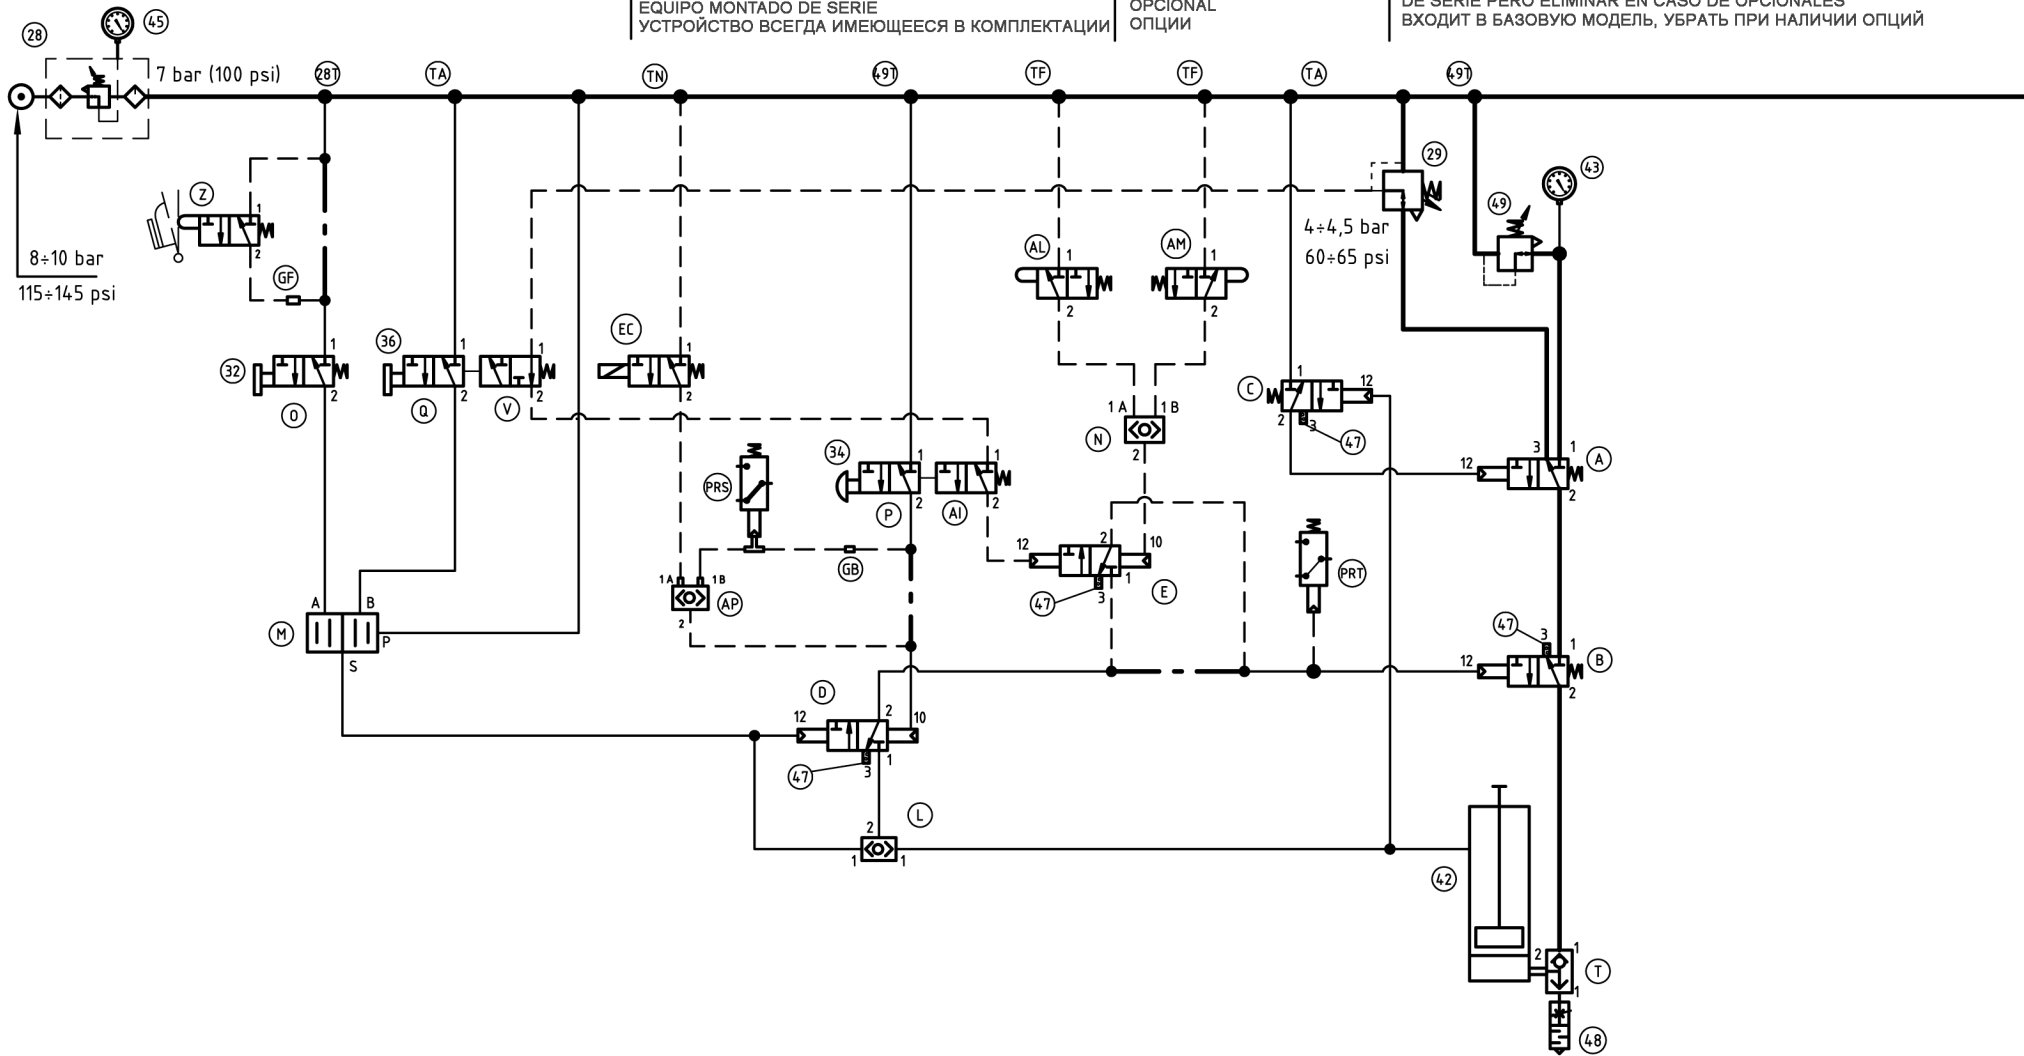 EQUIPO MONTADO DE SERIE
УСТРОЙСТВО ВСЕГДА ИМЕЮЩЕЕСЯ В КОМПЛЕКТАЦИИ
OPCIONAL
ОПЦИИ
DE SERIE PERO ELIMINAR EN CASO DE OPCIONALES
ВХОДИТ В БАЗОВУЮ МОДЕЛЬ, УБРАТЬ ПРИ НАЛИЧИИ ОПЦИЙ
28
45
7 bar (100 psi)
28T
TA
TN
49T
TF
TF
TA
49T
29
43
Z
1
2
49
4÷4,5 bar
60÷65 psi
8÷10 bar
115÷145 psi
GF
AL
1
2
AM
1
2
32
1
2
O
36
1
2
Q
1
2
V
EC
1
2
C
1
12
2
3
47
1 A
1 B
N
2
34
1
2
P
1
2
AI
PRS
GB
12
3
1
2
A
12
2
10
1
3
47
E
PRT
1 A
1 B
AP
2
A
B
M
P
S
47
3
1
12
2
B
D
12
2
10
1
3
47
L
2
1
1
42
2
1
1
T
48